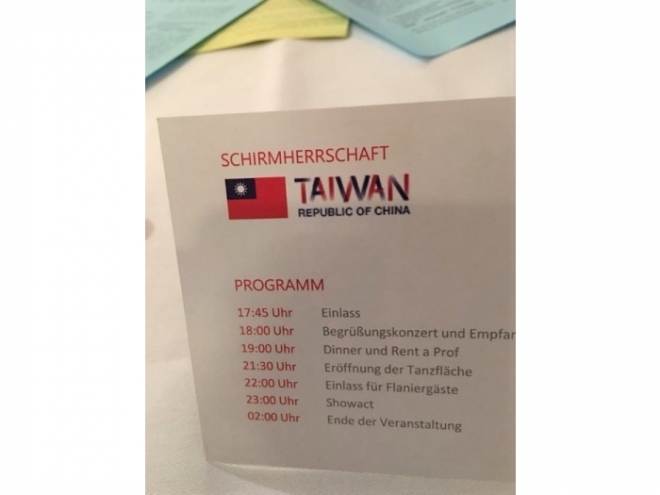 SCHIRMHERRSCHAFT
TAIWAN
REPUBLIC OF CHINA
PROGRAMM
17:45 Uhr Einlass
18:00 Uhr Begrüßungskonzert und Empfan
19:00 Uhr Dinner und Rent a Prof
21:30 Uhr Eröffnung der Tanzfläche
22:00 Uhr Einlass für Flaniergäste
23:00 Uhr Showact
02:00 Uhr Ende der Veranstaltung